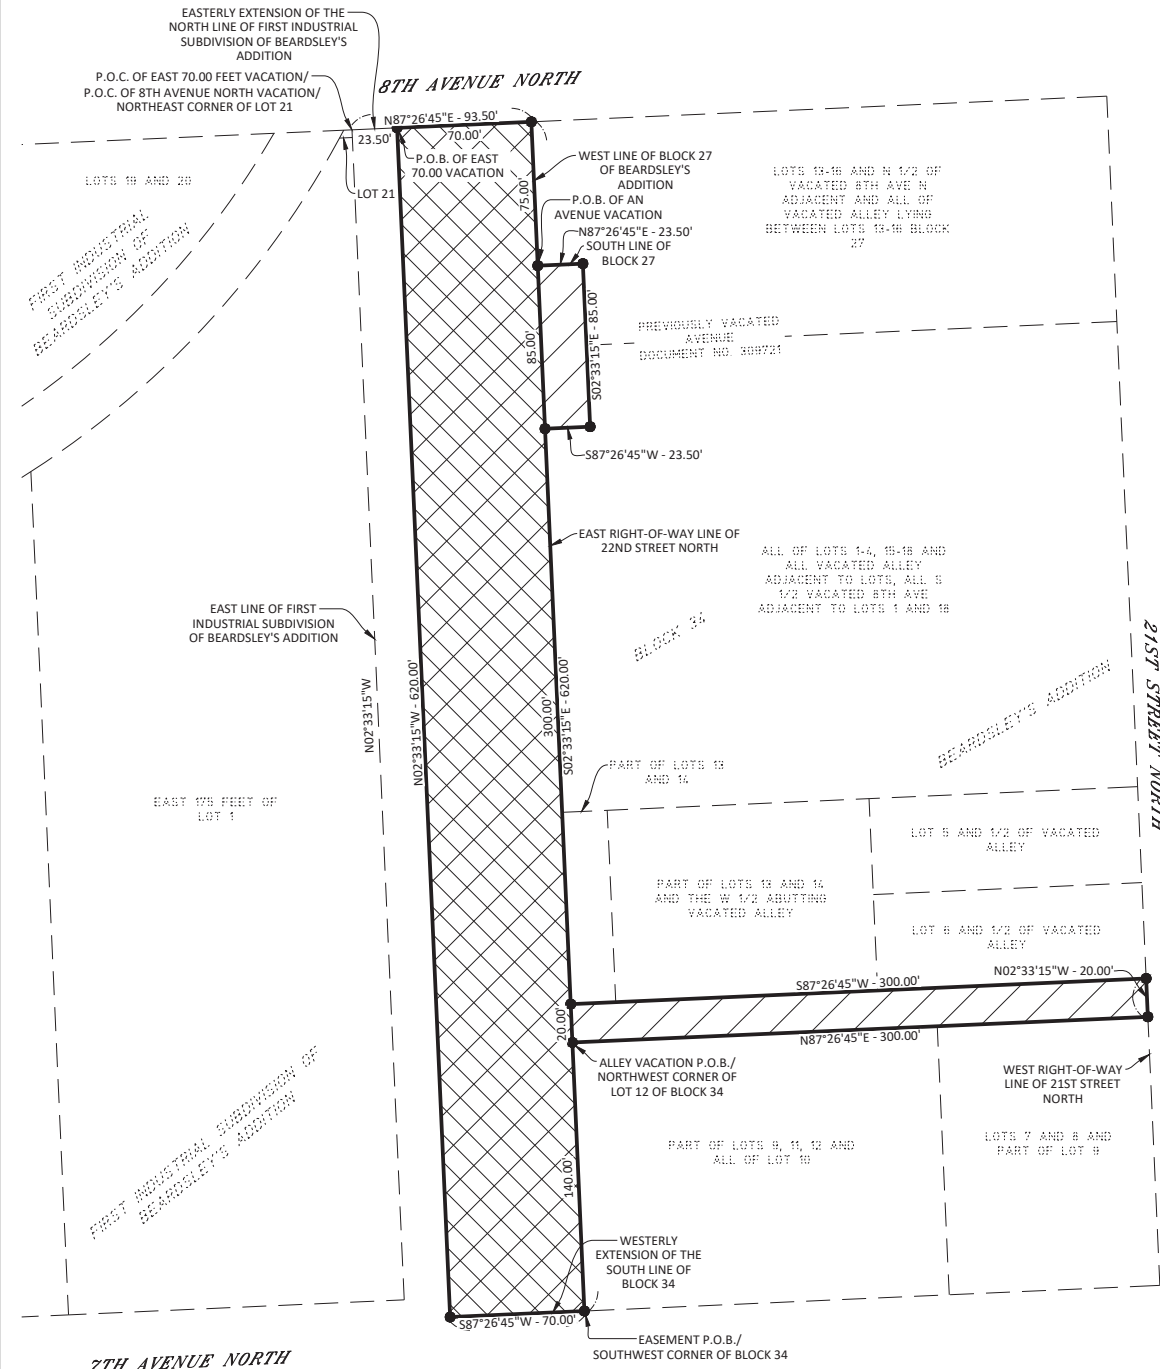 EASTERLY EXTENSION OF THE
NORTH LINE OF FIRST INDUSTRIAL
SUBDIVISION OF BEARDSLEY'S
ADDITION
P.O.C. OF EAST 70.00 FEET VACATION/
P.O.C. OF 8TH AVENUE NORTH VACATION/
NORTHEAST CORNER OF LOT 21
8TH AVENUE NORTH
N87°26'45"E - 93.50'
23.50'
70.00'
P.O.B. OF EAST
70.00 VACATION
LOT 21
LOTS 19 AND 20
FIRST INDUSTRIAL
SUBDIVISION OF
BEARDSLEY'S ADDITION
WEST LINE OF BLOCK 27
OF BEARDSLEY'S
ADDITION
75.00'
P.O.B. OF AN
AVENUE VACATION
N87°26'45"E - 23.50'
SOUTH LINE OF
BLOCK 27
LOTS 13-16 AND N 1/2 OF
VACATED 8TH AVE N
ADJACENT AND ALL OF
VACATED ALLEY LYING
BETWEEN LOTS 13-16 BLOCK
27
PREVIOUSLY VACATED
AVENUE
DOCUMENT NO. 309721
85.00'
S02°33'15"E - 85.00'
S87°26'45"W - 23.50'
EAST RIGHT-OF-WAY LINE OF
22ND STREET NORTH
ALL OF LOTS 1-4, 15-18 AND
ALL VACATED ALLEY
ADJACENT TO LOTS, ALL S
1/2 VACATED 8TH AVE
ADJACENT TO LOTS 1 AND 18
EAST LINE OF FIRST
INDUSTRIAL SUBDIVISION
OF BEARDSLEY'S ADDITION
BLOCK 34
21ST STREET NORTH
BEARDSLEY'S ADDITION
N02°33'15"W
N02°33'15"W - 620.00'
300.00'
S02°33'15"E - 620.00'
PART OF LOTS 13
AND 14
EAST 175 FEET OF
LOT 1
LOT 5 AND 1/2 OF VACATED
ALLEY
PART OF LOTS 13 AND 14
AND THE W 1/2 ABUTTING
VACATED ALLEY
LOT 6 AND 1/2 OF VACATED
ALLEY
N02°33'15"W - 20.00'
S87°26'45"W - 300.00'
20.00'
N87°26'45"E - 300.00'
ALLEY VACATION P.O.B./
NORTHWEST CORNER OF
LOT 12 OF BLOCK 34
WEST RIGHT-OF-WAY
LINE OF 21ST STREET
NORTH
FIRST INDUSTRIAL SUBDIVISION OF
BEARDSLEY'S ADDITION
PART OF LOTS 9, 11, 12 AND
ALL OF LOT 10
LOTS 7 AND 8 AND
PART OF LOT 9
140.00'
WESTERLY
EXTENSION OF THE
SOUTH LINE OF
BLOCK 34
S87°26'45"W - 70.00'
EASEMENT P.O.B./
SOUTHWEST CORNER OF BLOCK 34
7TH AVENUE NORTH